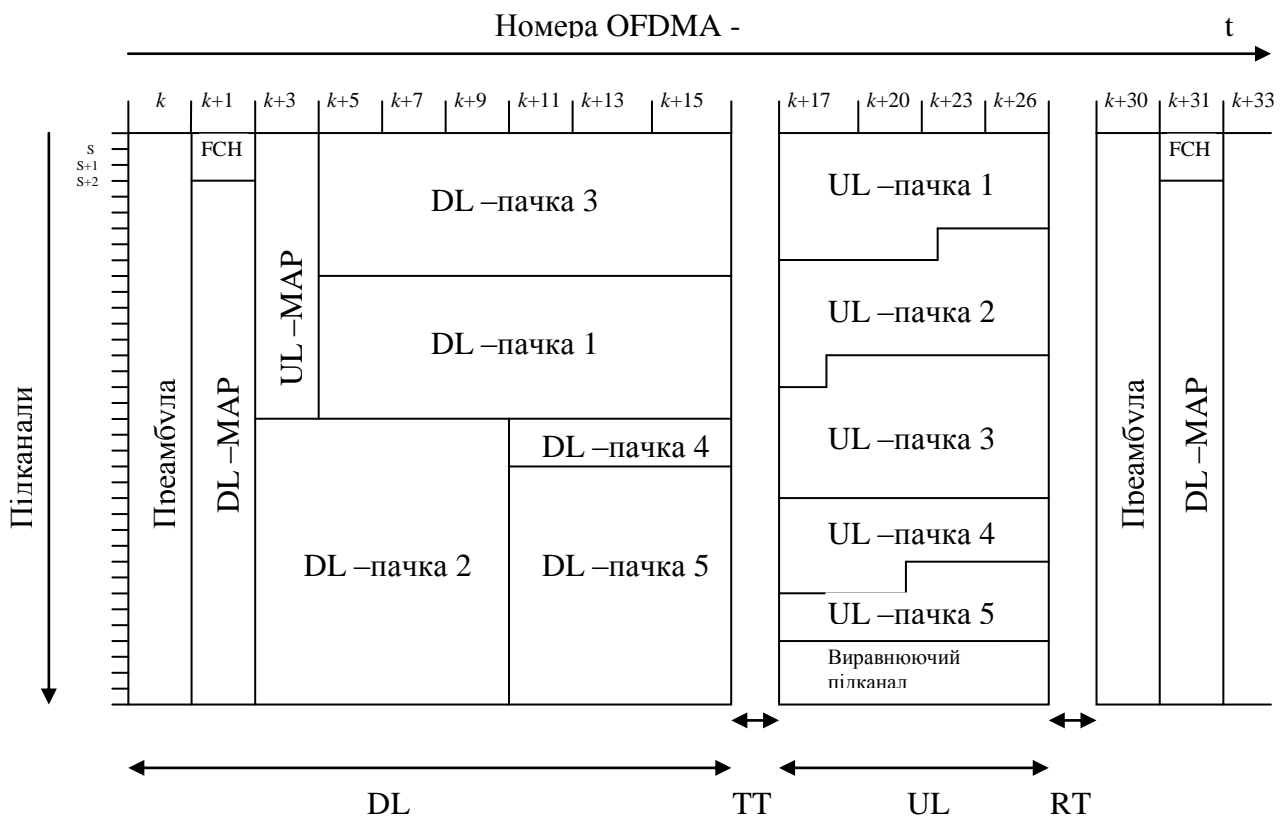 Номера OFDMA - t
k k+1 k+3 k+5 k+7 k+9 k+11 k+13 k+15 k+17 k+20 k+23 k+26 k+30 k+31 k+33
S
S+1
S+2
FCH
FCH
DL –пачка 3
UL –пачка 1
UL –MAP
DL –пачка 1
UL –пачка 2
Підканали
Преамбула
DL –MAP
DL –пачка 4
UL –пачка 3
Преамбула
DL –MAP
DL –пачка 2
DL –пачка 5
UL –пачка 4
UL –пачка 5
Виравнюючий
підканал
DL TT UL RT